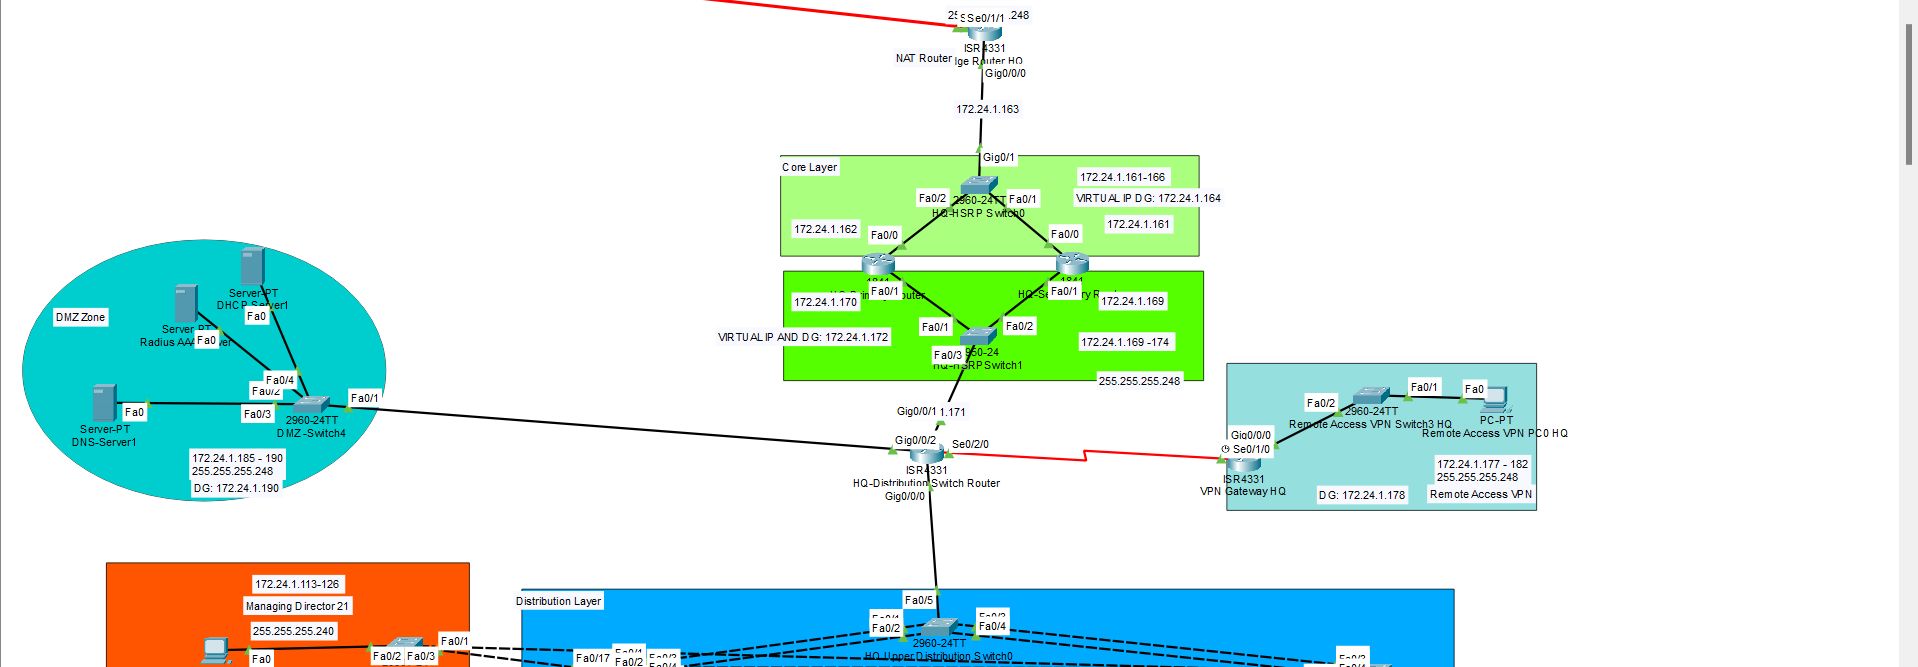 Se0/1/1
.248
ISR4331
NAT Router
ge Router HQ
Gig0/0/0
172.24.1.163
Gig0/1
Core Layer
172.24.1.161-166
Fa0/2
2960-24TT
Fa0/1
VIRTUAL IP DG: 172.24.1.164
HQ-HSRP Switch0
172.24.1.162
Fa0/0
Fa0/0
172.24.1.161
1841
1841
Fa0/1
Fa0/1
172.24.1.170
172.24.1.169
Fa0/1
Fa0/2
VIRTUAL IP AND DG: 172.24.1.172
172.24.1.169 -174
Fa0/3
HQ-HSRPSwitch1
255.255.255.248
Server-PT
DHCP Server1
Fa0
DMZ Zone
Server-PT
Radius AAA
Fa0
Fa0/4
Fa0/2
Fa0/3
Fa0/1
Fa0
Server-PT
DNS-Server1
2960-24TT
DMZ-Switch4
172.24.1.185 - 190
255.255.255.248
DG: 172.24.1.190
Gig0/0/1
1.171
Gig0/0/2
Se0/2/0
ISR4331
HQ-Distribution Switch Router
Gig0/0/0
Fa0/1
Fa0
Fa0/2
2960-24TT
PC-PT
Remote Access VPN Switch3 HQ
Remote Access VPN PC0 HQ
Gig0/0/0
Se0/1/0
ISR4331
VPN Gateway HQ
172.24.1.177 - 182
255.255.255.248
DG: 172.24.1.178
Remote Access VPN
172.24.1.113-126
Managing Director 21
255.255.255.240
Fa0/1
Fa0
Fa0/2
Fa0/3
Distribution Layer
Fa0/5
Fa0/2
Fa0/4
2960-24TT
HQ Upper Distribution Switch0
Fa0/17
Fa0/2